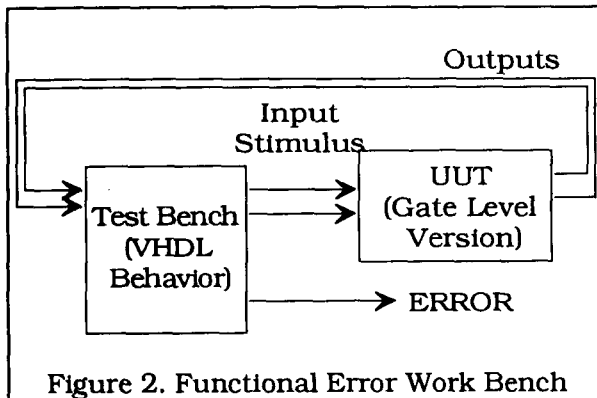 Outputs
Input
Stimulus
Test Bench
(VHDL
Behavior)
UUT
(Gate Level
Version)
ERROR
Figure 2. Functional Error Work Bench